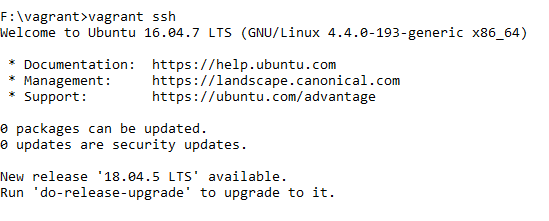 F:\vagrant>vagrant ssh
Welcome to Ubuntu 16.04.7 LTS (GNU/Linux 4.4.0-193-generic x86_64)
* Documentation: https://help.ubuntu.com
* Management: https://landscape.canonical.com
* Support: https://ubuntu.com/advantage
0 packages can be updated.
0 updates are security updates.
New release '18.04.5 LTS' available.
Run 'do-release-upgrade' to upgrade to it.